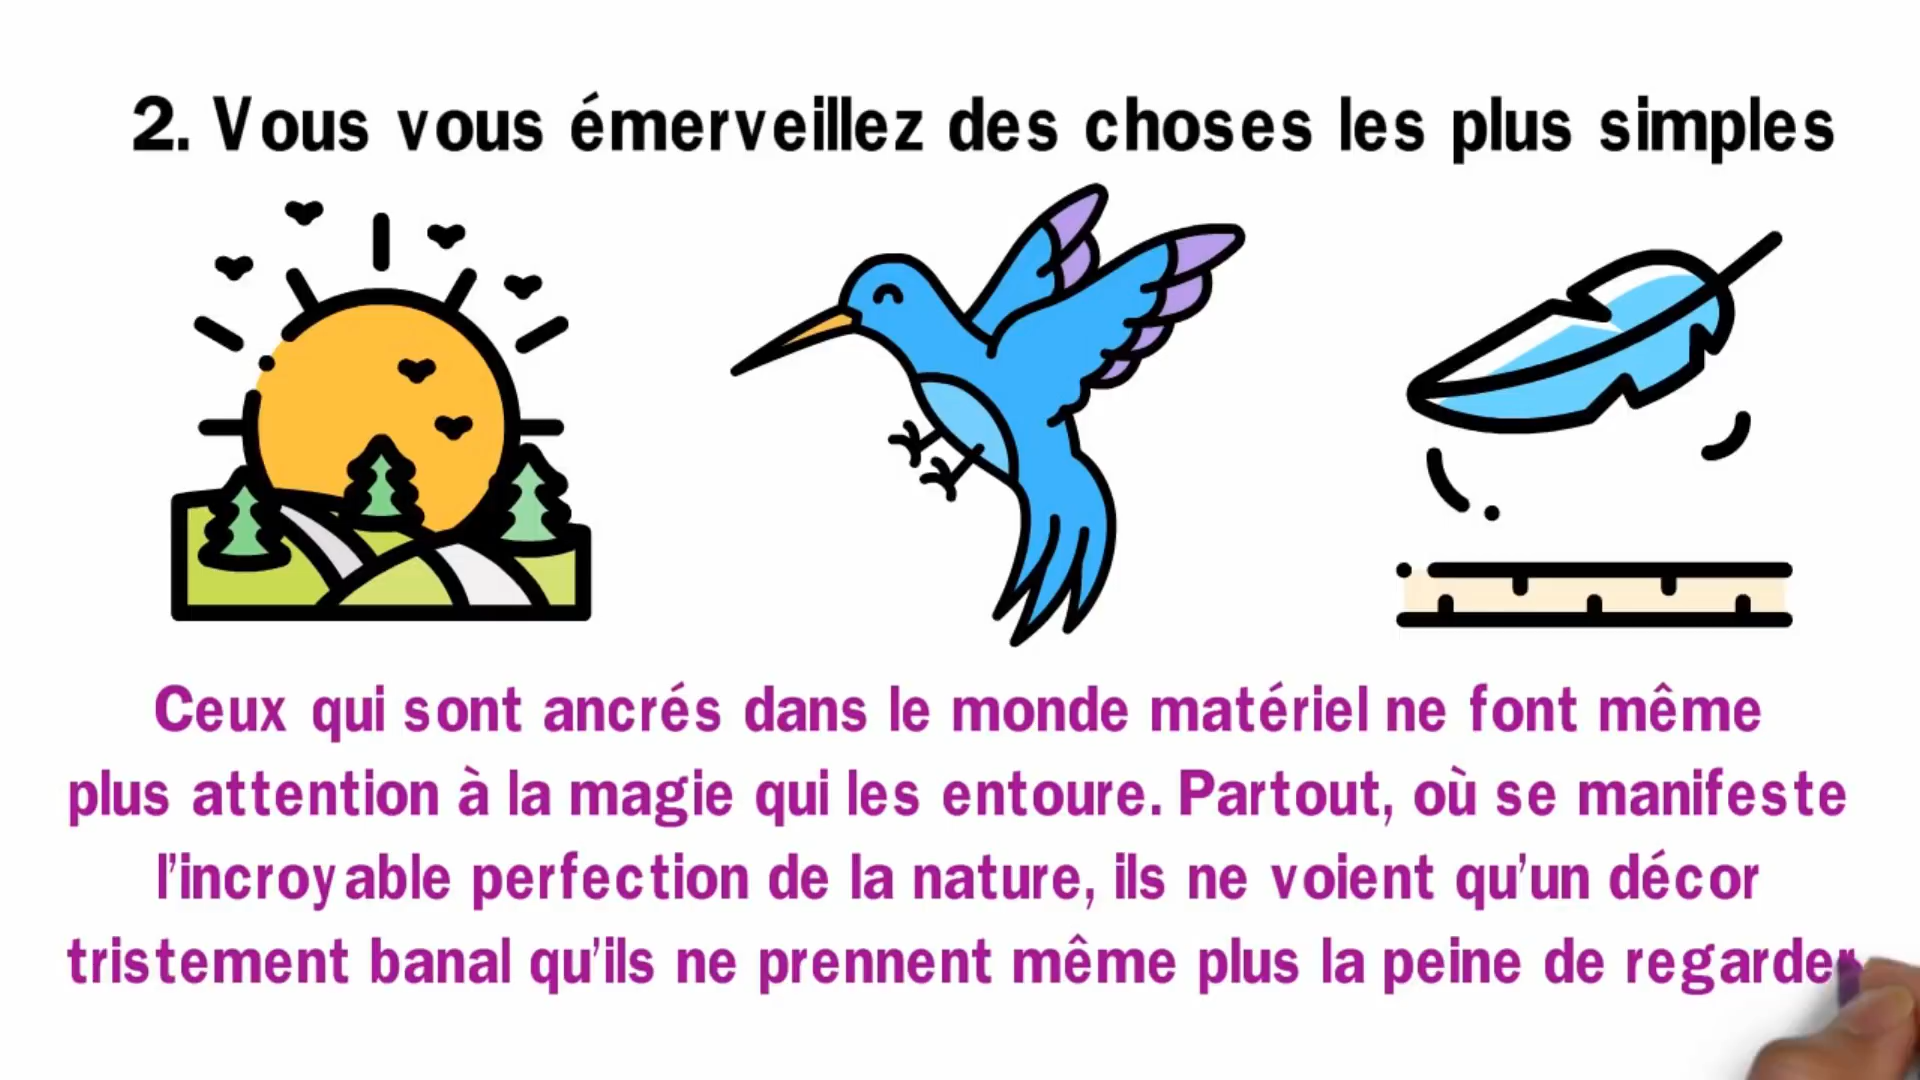 2. Vous vous émerveillez des choses les plus simples
Ceux qui sont ancrés dans le monde matériel ne font même
plus attention à la magie qui les entoure. Partout, où se manifeste
l'incroyable perfection de la nature, ils ne voient qu'un décor
tristement banal qu'ils ne prennent même plus la peine de regarder